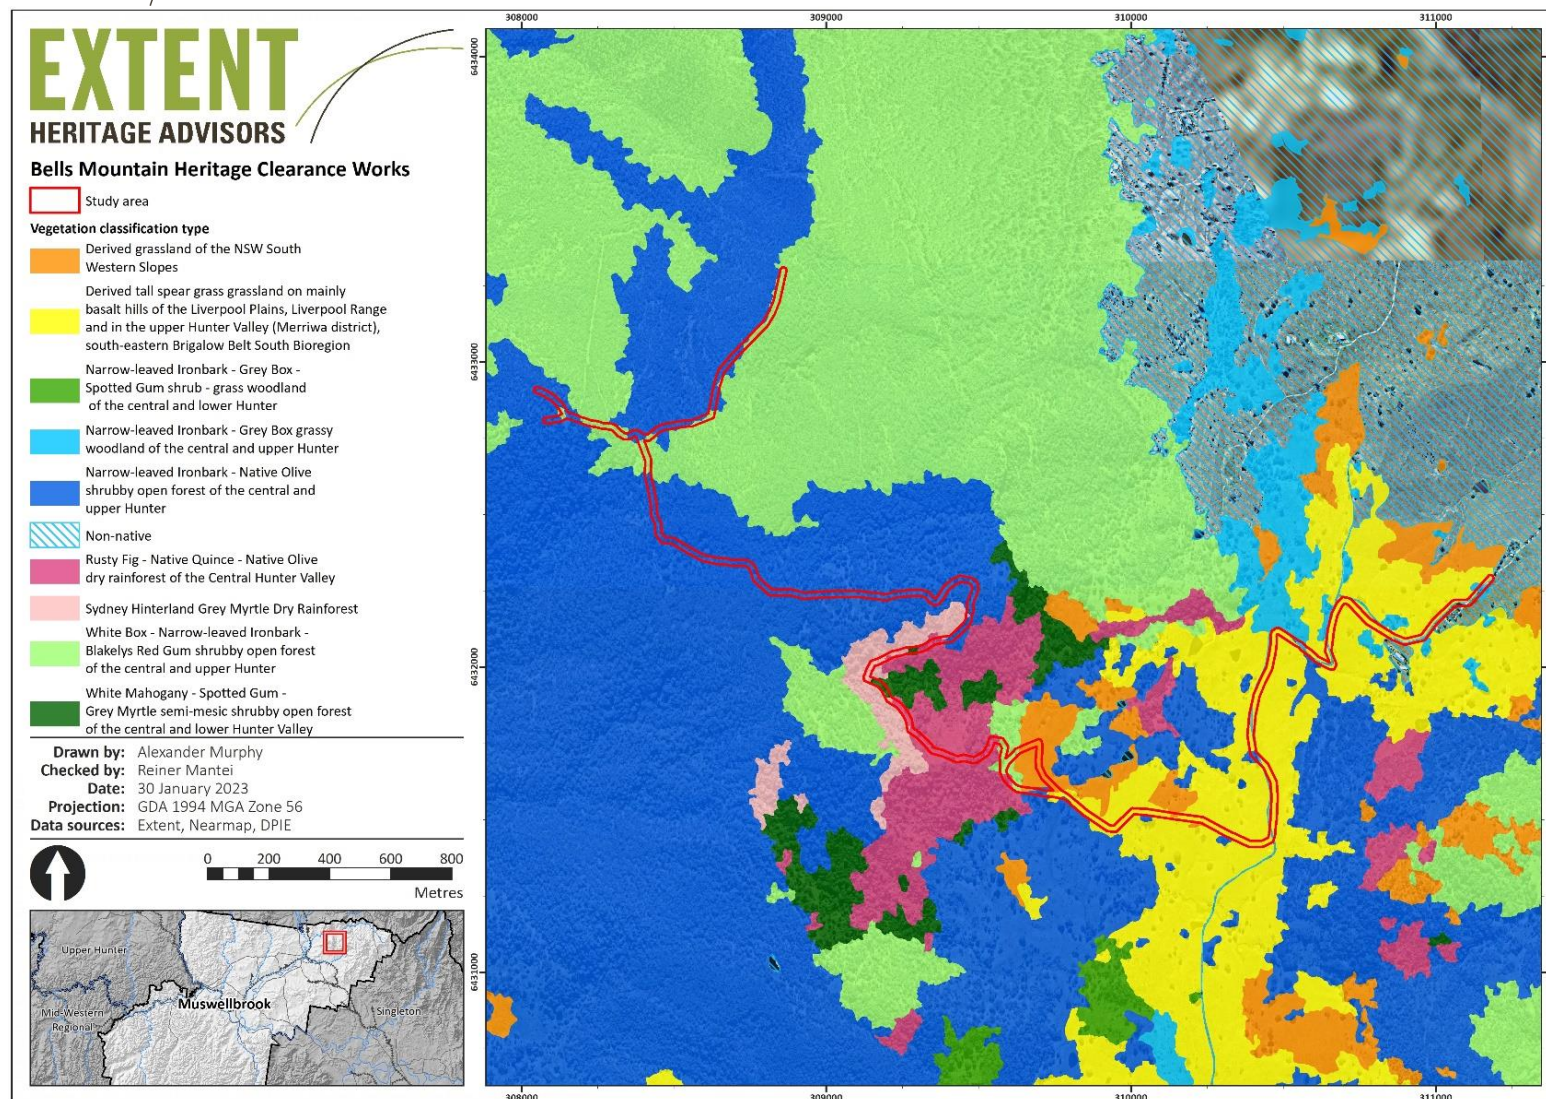 EXTENT
HERITAGE ADVISORS
Bells Mountain Heritage Clearance Works
Study area
Vegetation classification type
Derived grassland of the NSW South
Western Slopes
Derived tall spear grass grassland on mainly
basalt hills of the Liverpool Plains, Liverpool Range
and in the upper Hunter Valley (Merriwa district),
south-eastern Brigalow Belt South Bioregion
Narrow-leaved Ironbark - Grey Box -
Spotted Gum shrub - grass woodland
of the central and lower Hunter
Narrow-leaved Ironbark - Grey Box grassy
woodland of the central and upper Hunter
Narrow-leaved Ironbark - Native Olive
shrubby open forest of the central and
upper Hunter
Non-native
Rusty Fig - Native Quince - Native Olive
dry rainforest of the Central Hunter Valley
Sydney Hinterland Grey Myrtle Dry Rainforest
White Box - Narrow-leaved Ironbark -
Blakelys Red Gum shrubby open forest
of the central and upper Hunter
White Mahogany - Spotted Gum -
Grey Myrtle semi-mesic shrubby open forest
of the central and lower Hunter Valley
Drawn by: Alexander Murphy
Checked by: Reiner Mantei
Date: 30 January 2023
Projection: GDA 1994 MGA Zone 56
Data sources: Extent, Nearmap, DPIE
0 200 400 600 800
Metres
Upper Hunter
Muswellbrook
Mid-Western
Regional
Singleton
308000 309000 310000 311000
6434000
6433000
6432000
6431000
308000 309000 310000 311000